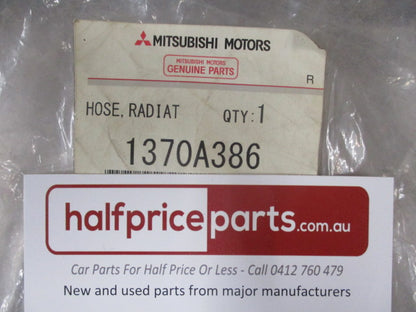 MITSUBISHI MOTORS
MITSUBISHI MOTORS
GENUINE PARTS
R
HOSE, RADIAT QTY:1
1370A386
halfpriceparts.com.au
Car Parts For Half Price Or Less - Call 0412 760 479
New and used parts from major manufacturers